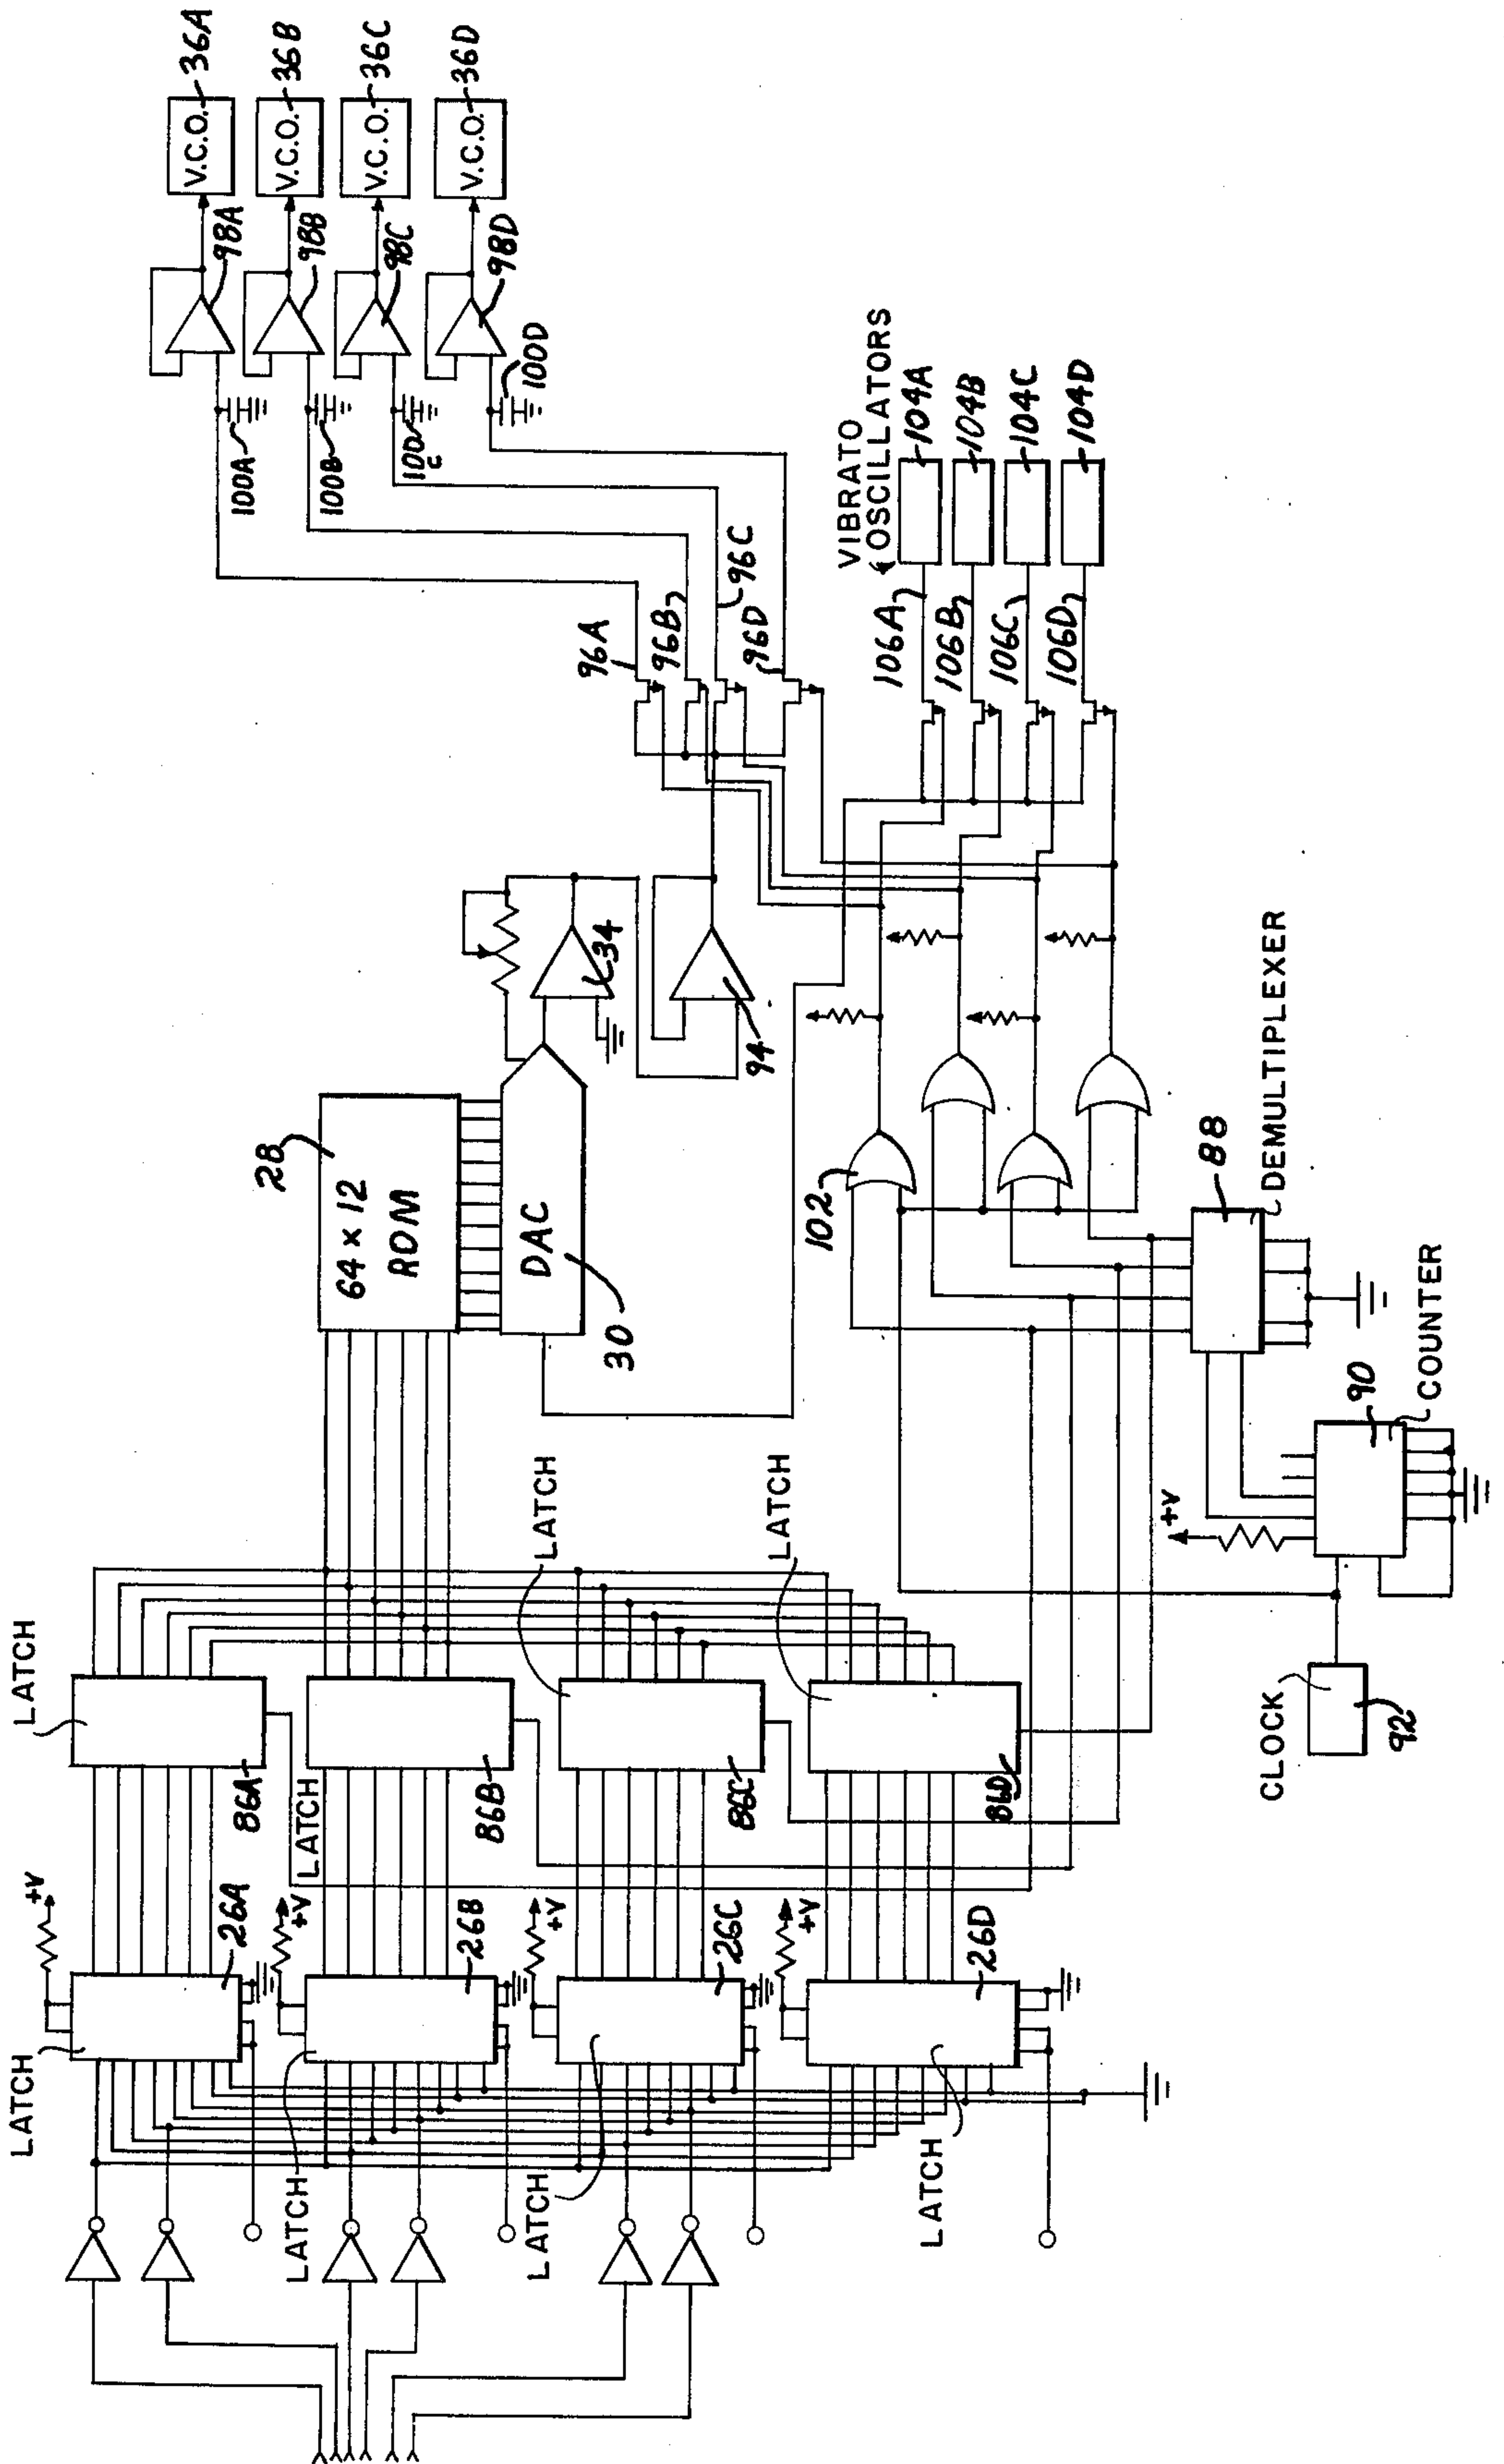 V.C.O.
36A
V.C.O.
36B
V.C.O.
36C
V.C.O.
36D
98A
98B
98C
98D
100A
100B
100
C
100D
96A
96B
96C
96D
VIBRATO
OSCILLATORS
104A
104B
104C
104D
106A
106B
106C
106D
34
94
28
64 x 12
ROM
DAC
30
102
88
DEMULTIPLEXER
90
COUNTER
+V
CLOCK
92
LATCH
86A
LATCH
86B
LATCH
86C
LATCH
86D
+V
26A
LATCH
+V
26B
LATCH
+V
26C
LATCH
+V
26D
LATCH